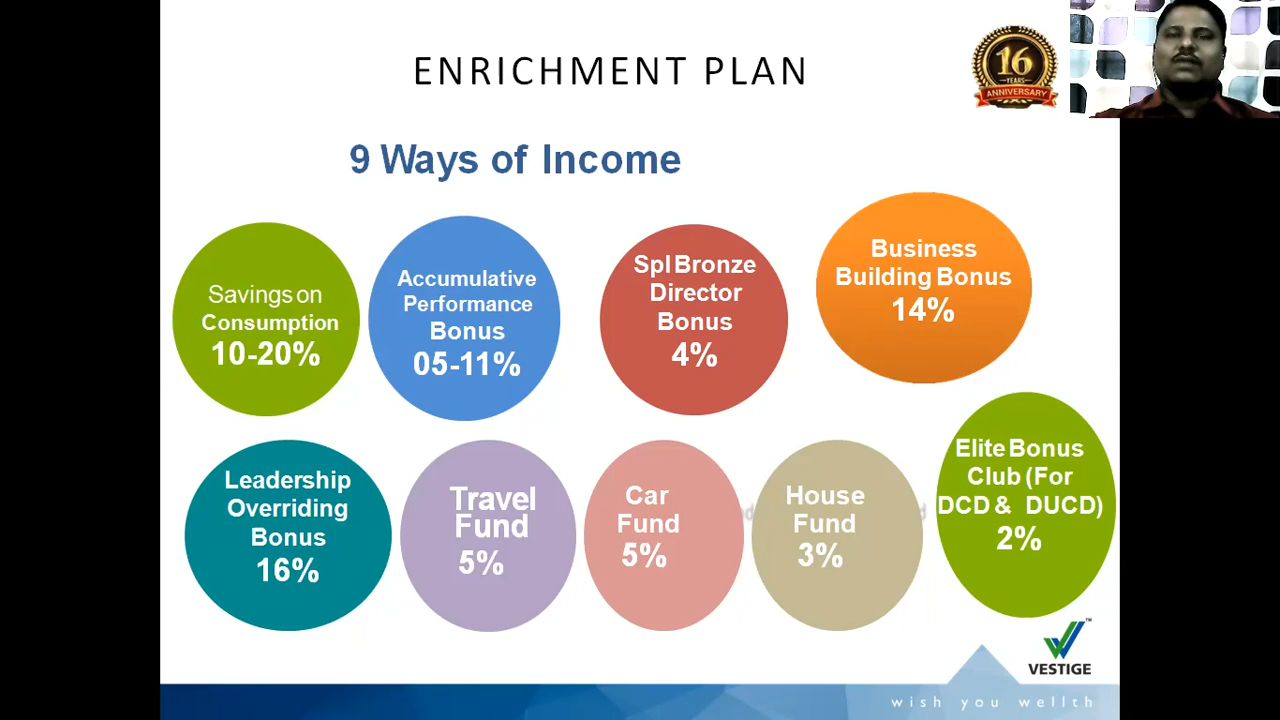 ENRICHMENT PLAN
16
YEARS
ANNIVERSARY
9 Ways of Income
Savings on
Consumption
10-20%
Accumulative
Performance
Bonus
05-11%
Spl Bronze
Director
Bonus
4%
Business
Building Bonus
14%
Leadership
Overriding
Bonus
16%
Travel
Fund
5%
Car
Fund
5%
House
Fund
3%
Elite Bonus
Club (For
DCD & DUCD)
2%
VESTIGE
TM
wish you wellth